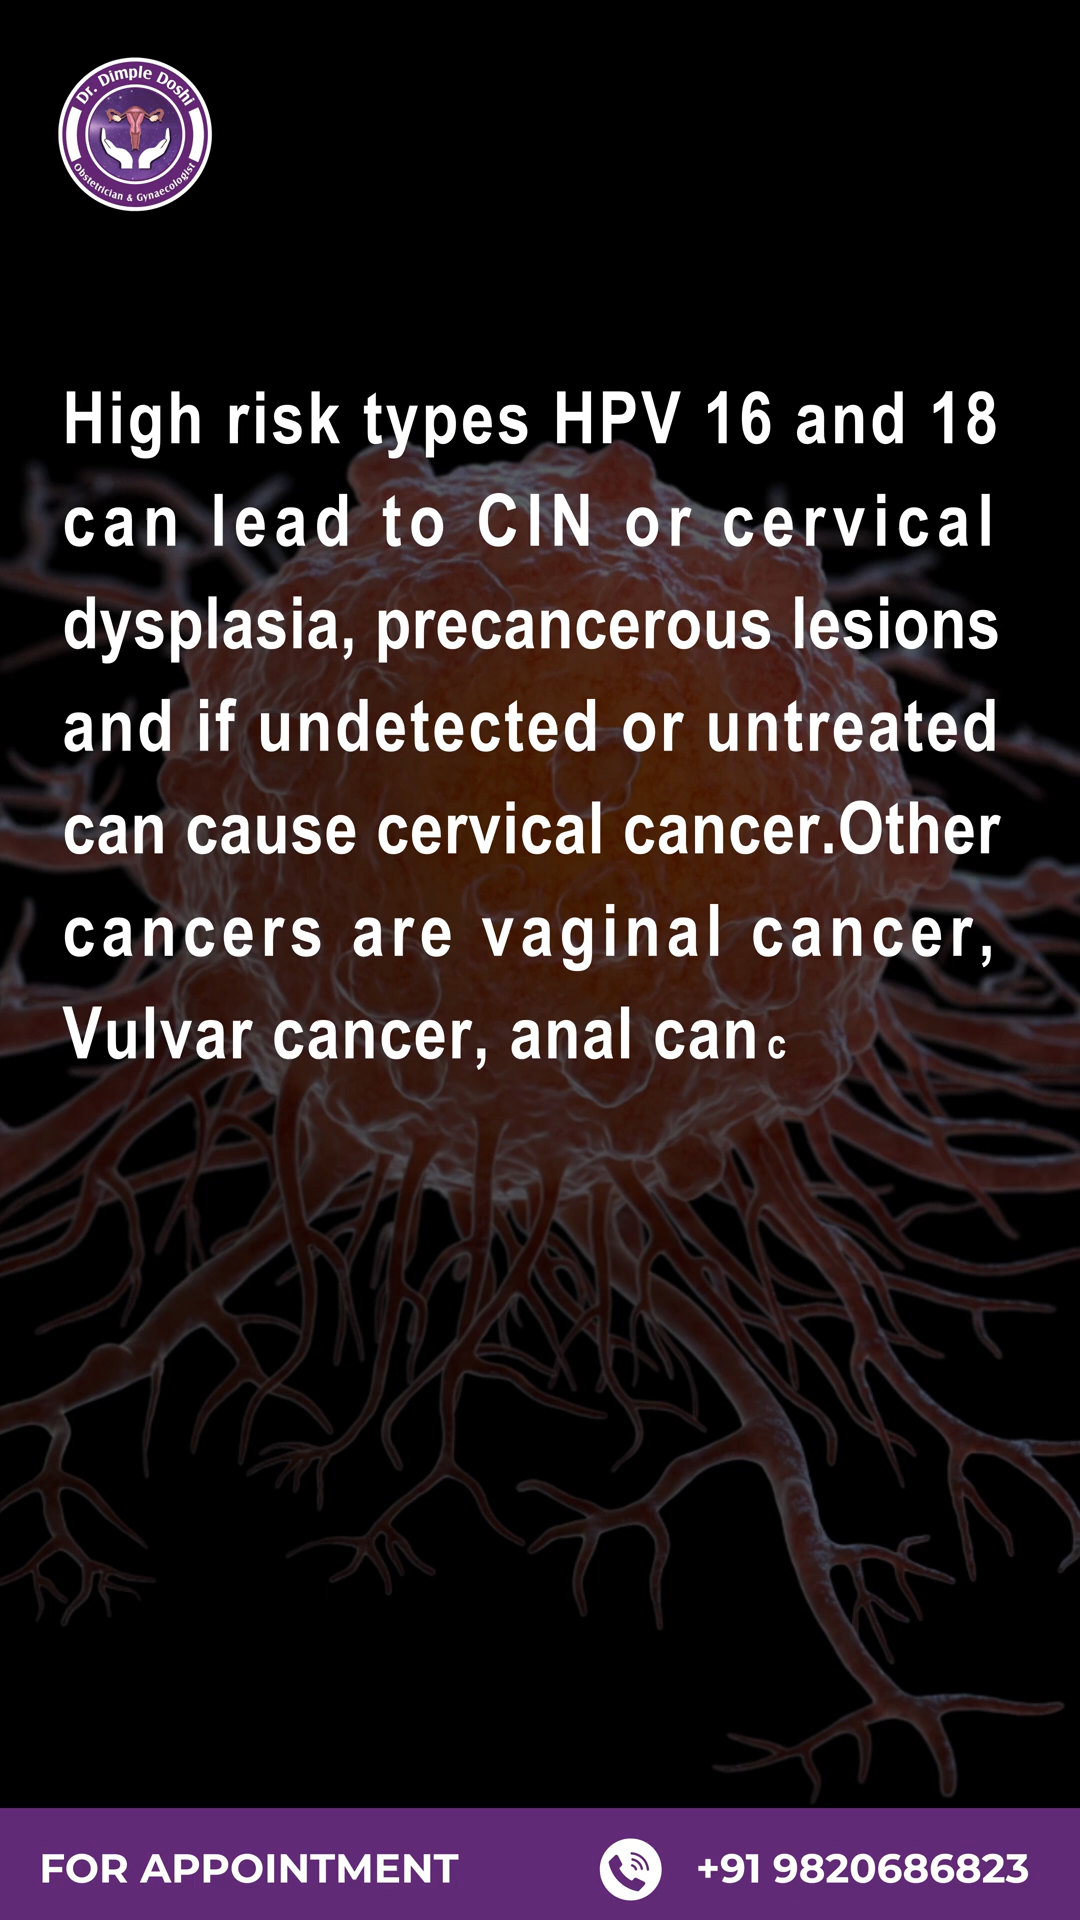 Dr. Dimple Doshi
Obstetrician & Gynaecologist
High risk types HPV 16 and 18
can lead to CIN or cervical
dysplasia, precancerous lesions
and if undetected or untreated
can cause cervical cancer.Other
cancers are vaginal cancer,
Vulvar cancer, anal canc
FOR APPOINTMENT
+91 9820686823